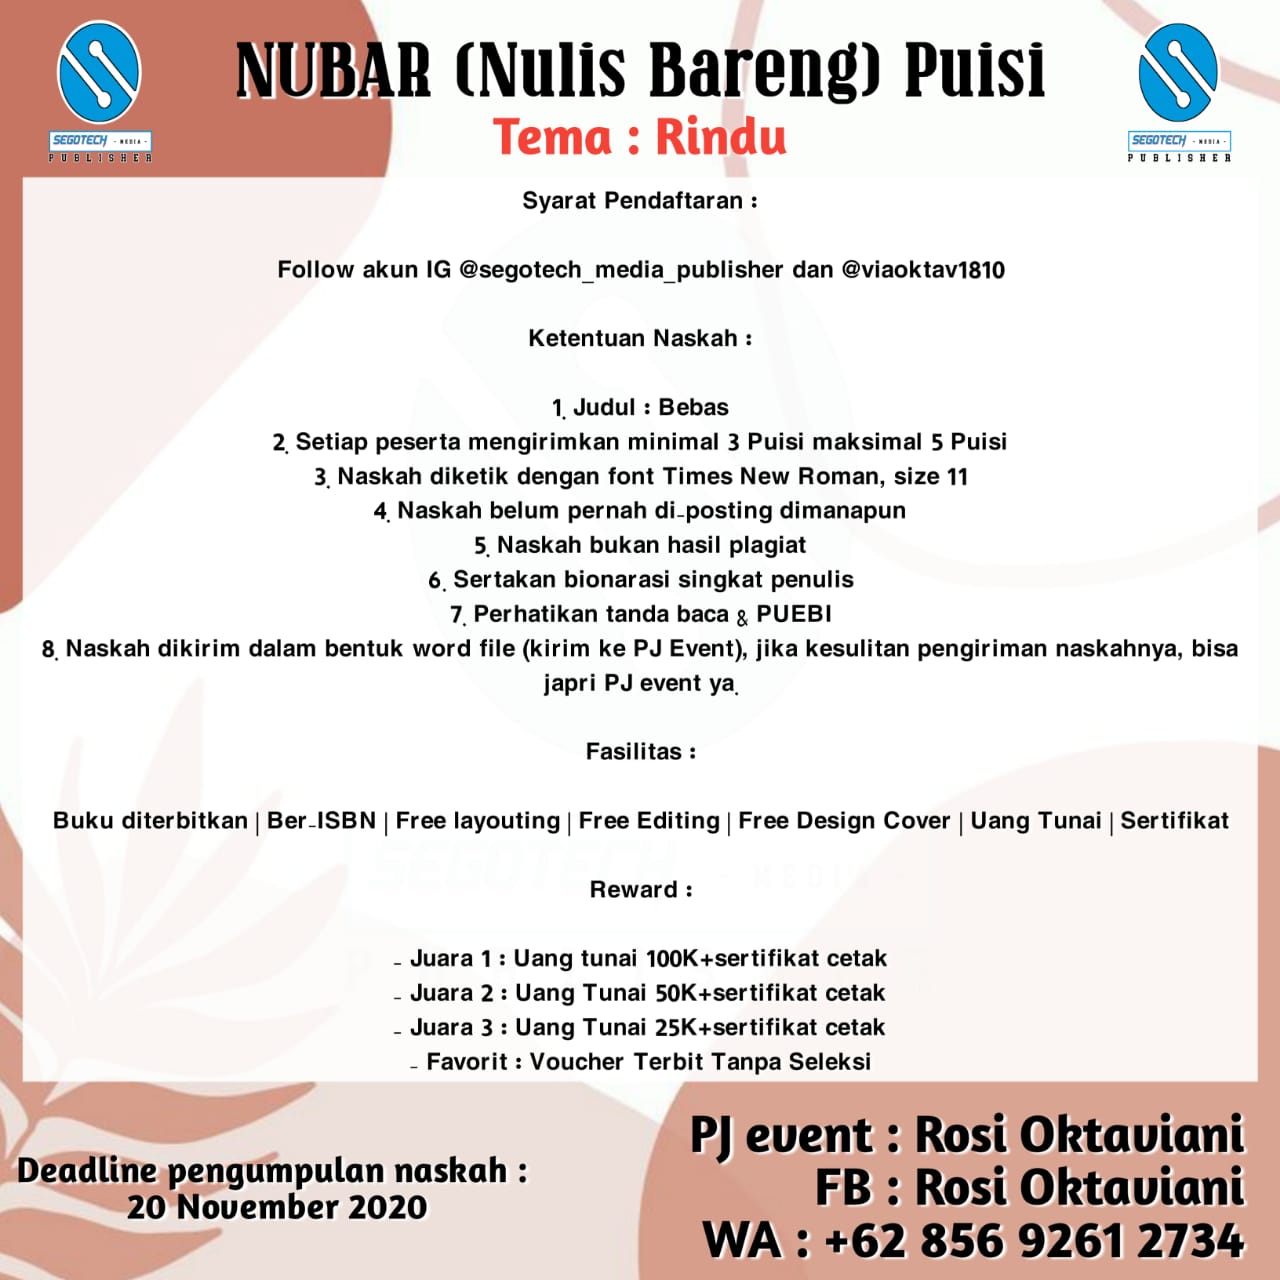 NUBAR (Nulis Bareng) Puisi
Tema : Rindu
SEGOTECH - MEDIA -
PUBLISHER
SEGOTECH - MEDIA -
PUBLISHER
Syarat Pendaftaran :
Follow akun IG @segotech_media_publisher dan @viaoktav1810
Ketentuan Naskah :
1. Judul : Bebas
2. Setiap peserta mengirimkan minimal 3 Puisi maksimal 5 Puisi
3. Naskah diketik dengan font Times New Roman, size 11
4. Naskah belum pernah di-posting dimanapun
5. Naskah bukan hasil plagiat
6. Sertakan bionarasi singkat penulis
7. Perhatikan tanda baca & PUEBI
8. Naskah dikirim dalam bentuk word file (kirim ke PJ Event), jika kesulitan pengiriman naskahnya, bisa
japri PJ event ya.
Fasilitas :
Buku diterbitkan | Ber-ISBN | Free layouting | Free Editing | Free Design Cover | Uang Tunai | Sertifikat
SEGOTECH - MEDIA -
Reward :
- Juara 1 : Uang tunai 100K+sertifikat cetak
- Juara 2 : Uang Tunai 50K+sertifikat cetak
- Juara 3 : Uang Tunai 25K+sertifikat cetak
- Favorit : Voucher Terbit Tanpa Seleksi
Deadline pengumpulan naskah :
20 November 2020
PJ event : Rosi Oktaviani
FB : Rosi Oktaviani
WA : +62 856 9261 2734